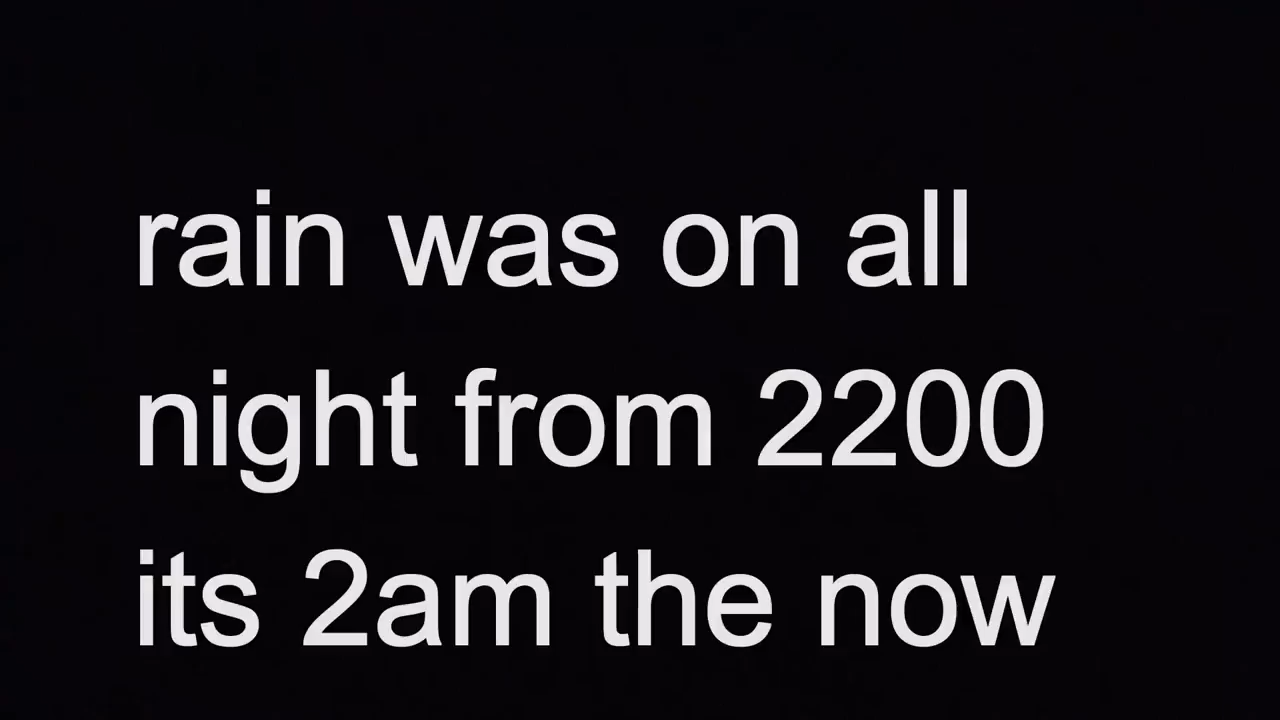 rain was on all
night from 2200
its 2am the now